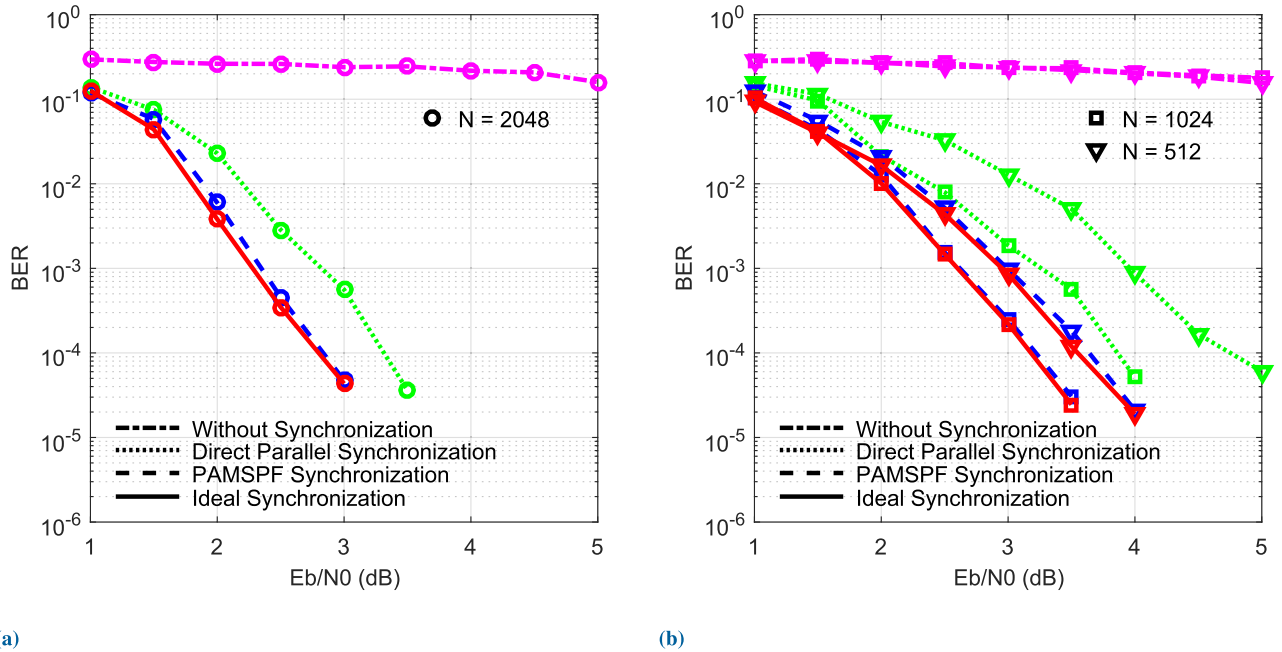 10^0
10^-1
10^-2
10^-3
10^-4
10^-5
10^-6
BER
N = 2048
Without Synchronization
Direct Parallel Synchronization
PAMSPF Synchronization
Ideal Synchronization
1 2 3 4 5
Eb/N0 (dB)
(a)
10^0
10^-1
10^-2
10^-3
10^-4
10^-5
10^-6
BER
N = 1024
N = 512
Without Synchronization
Direct Parallel Synchronization
PAMSPF Synchronization
Ideal Synchronization
1 2 3 4 5
Eb/N0 (dB)
(b)